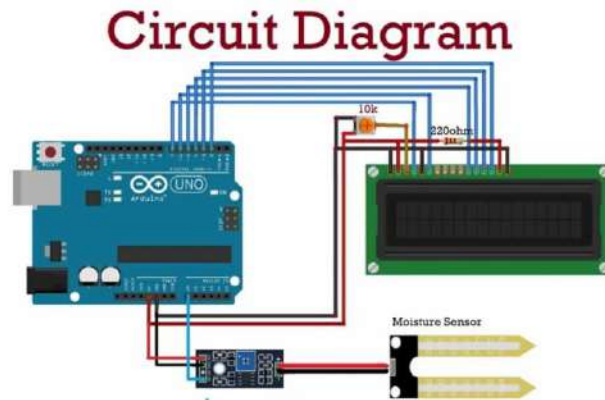 Circuit Diagram
10k
220ohm
UNO
Arduino
Moisture Sensor